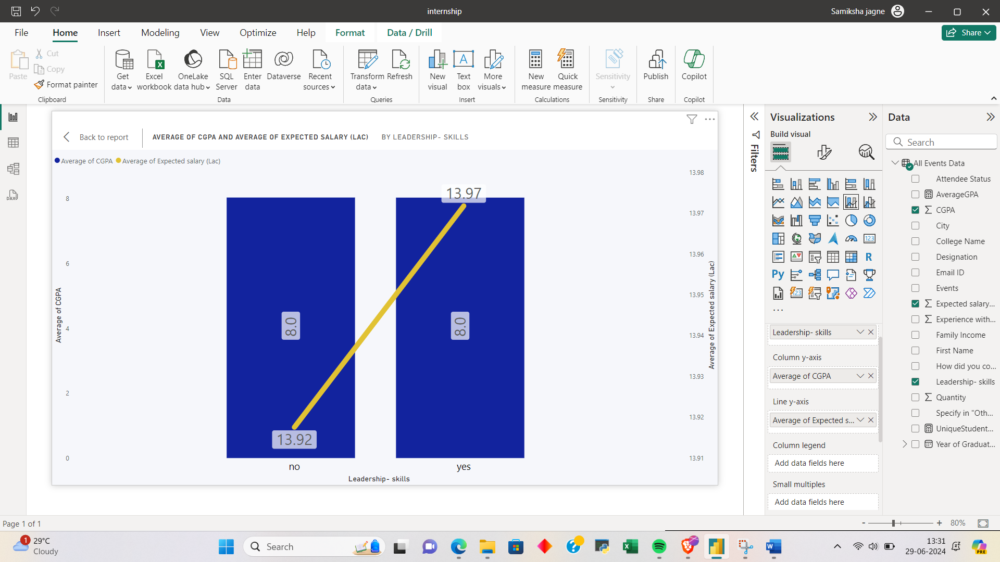 internship
Samiksha jagne
File Home Insert Modeling View Optimize Help Format Data / Drill
Share
Paste
Cut
Copy
Format painter
Clipboard
Get data
Excel workbook
OneLake data hub
SQL Server
Enter data
Dataverse
Recent sources
Data
Transform data
Refresh
Queries
New visual
Text box
More visuals
Insert
New measure
Quick measure
Calculations
Sensitivity
Sensitivity
Publish
Share
Copilot
Copilot
Back to report
AVERAGE OF CGPA AND AVERAGE OF EXPECTED SALARY (LAC) BY LEADERSHIP- SKILLS
Average of CGPA Average of Expected salary (Lac)
Average of CGPA
8
6
4
2
0
8.0
8.0
13.92
13.97
no
yes
Leadership- skills
13.98
13.97
13.96
13.95
13.94
13.93
13.92
13.91
Average of Expected salary (Lac)
Filters
Visualizations
Build visual
123
R
Py
123
...
Leadership- skills
Column y-axis
Average of CGPA
Line y-axis
Average of Expected s...
Column legend
Add data fields here
Small multiples
Add data fields here
Data
Search
All Events Data
Attendee Status
AverageGPA
CGPA
City
College Name
Designation
Email ID
Events
Expected salary...
Experience with...
Family Income
First Name
How did you co...
Leadership- skills
Quantity
Specify in "Oth...
UniqueStudent...
Year of Graduat...
Page 1 of 1
- + 80%
1
29°C
Cloudy
Search
13:31
29-06-2024
PRE
DAX